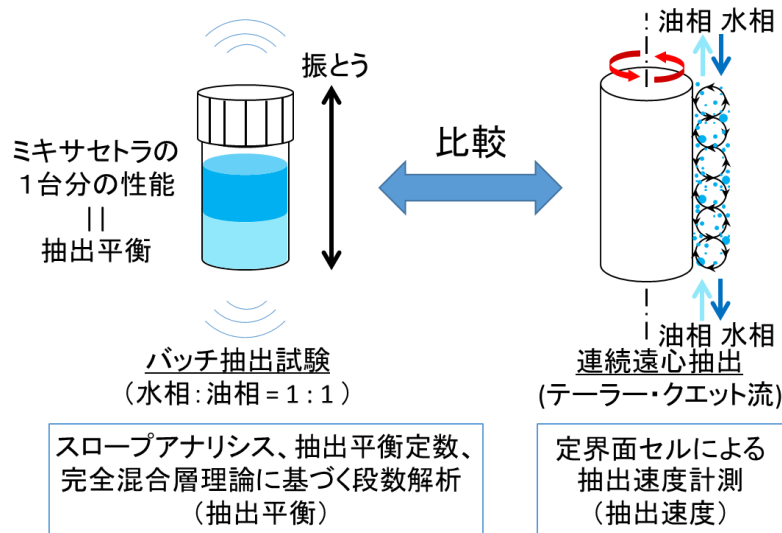 油相 水相
振とう
ミキサセトラの
１台分の性能
||
抽出平衡
比較
油相 水相
バッチ抽出試験
（水相：油相 = 1 : 1 ）
連続遠心抽出
(テーラー・クエット流)
スロープアナリシス、抽出平衡定数、
完全混合層理論に基づく段数解析
（抽出平衡）
定界面セルによる
抽出速度計測
（抽出速度）